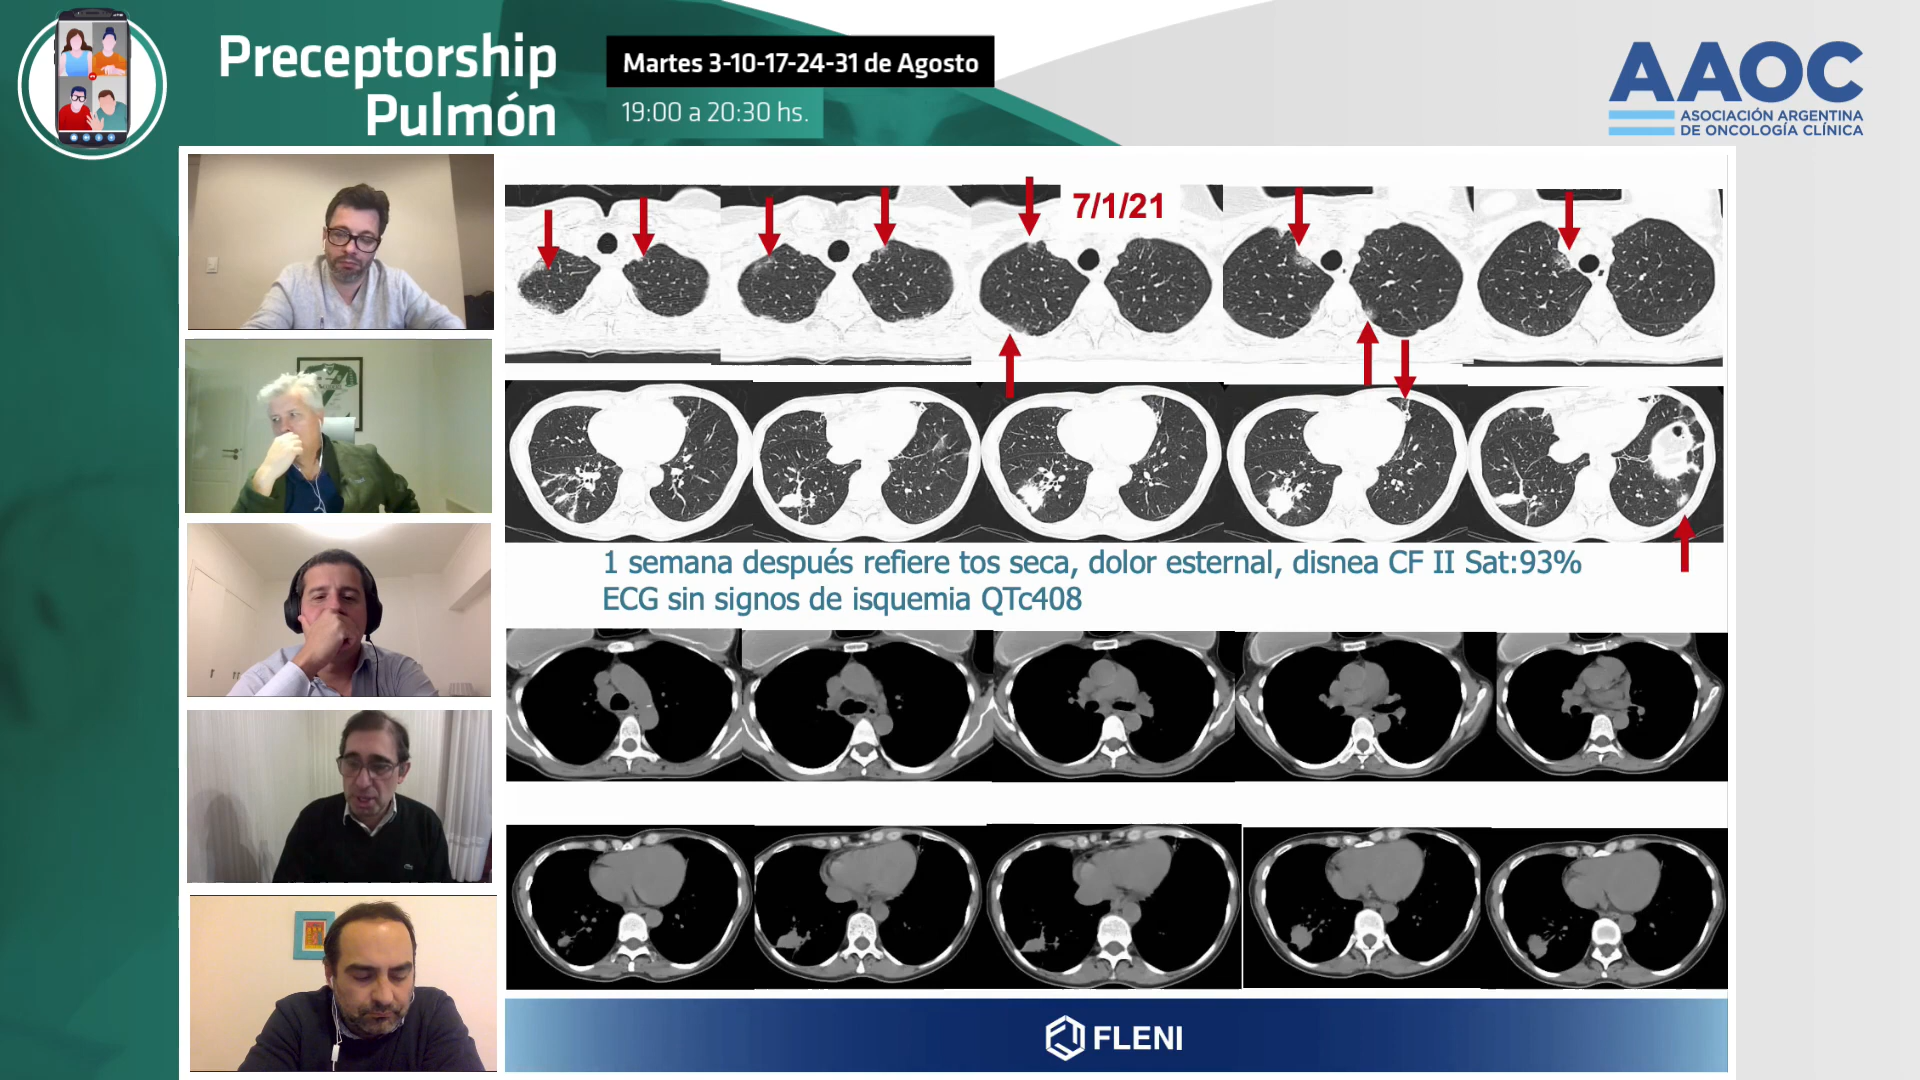 Preceptorship
Pulmón
Martes 3-10-17-24-31 de Agosto
19:00 a 20:30 hs.
AAOC
ASOCIACIÓN ARGENTINA
DE ONCOLOGÍA CLÍNICA
7/1/21
1 semana después refiere tos seca, dolor esternal, disnea CF II Sat:93%
ECG sin signos de isquemia QTc408
FLENI